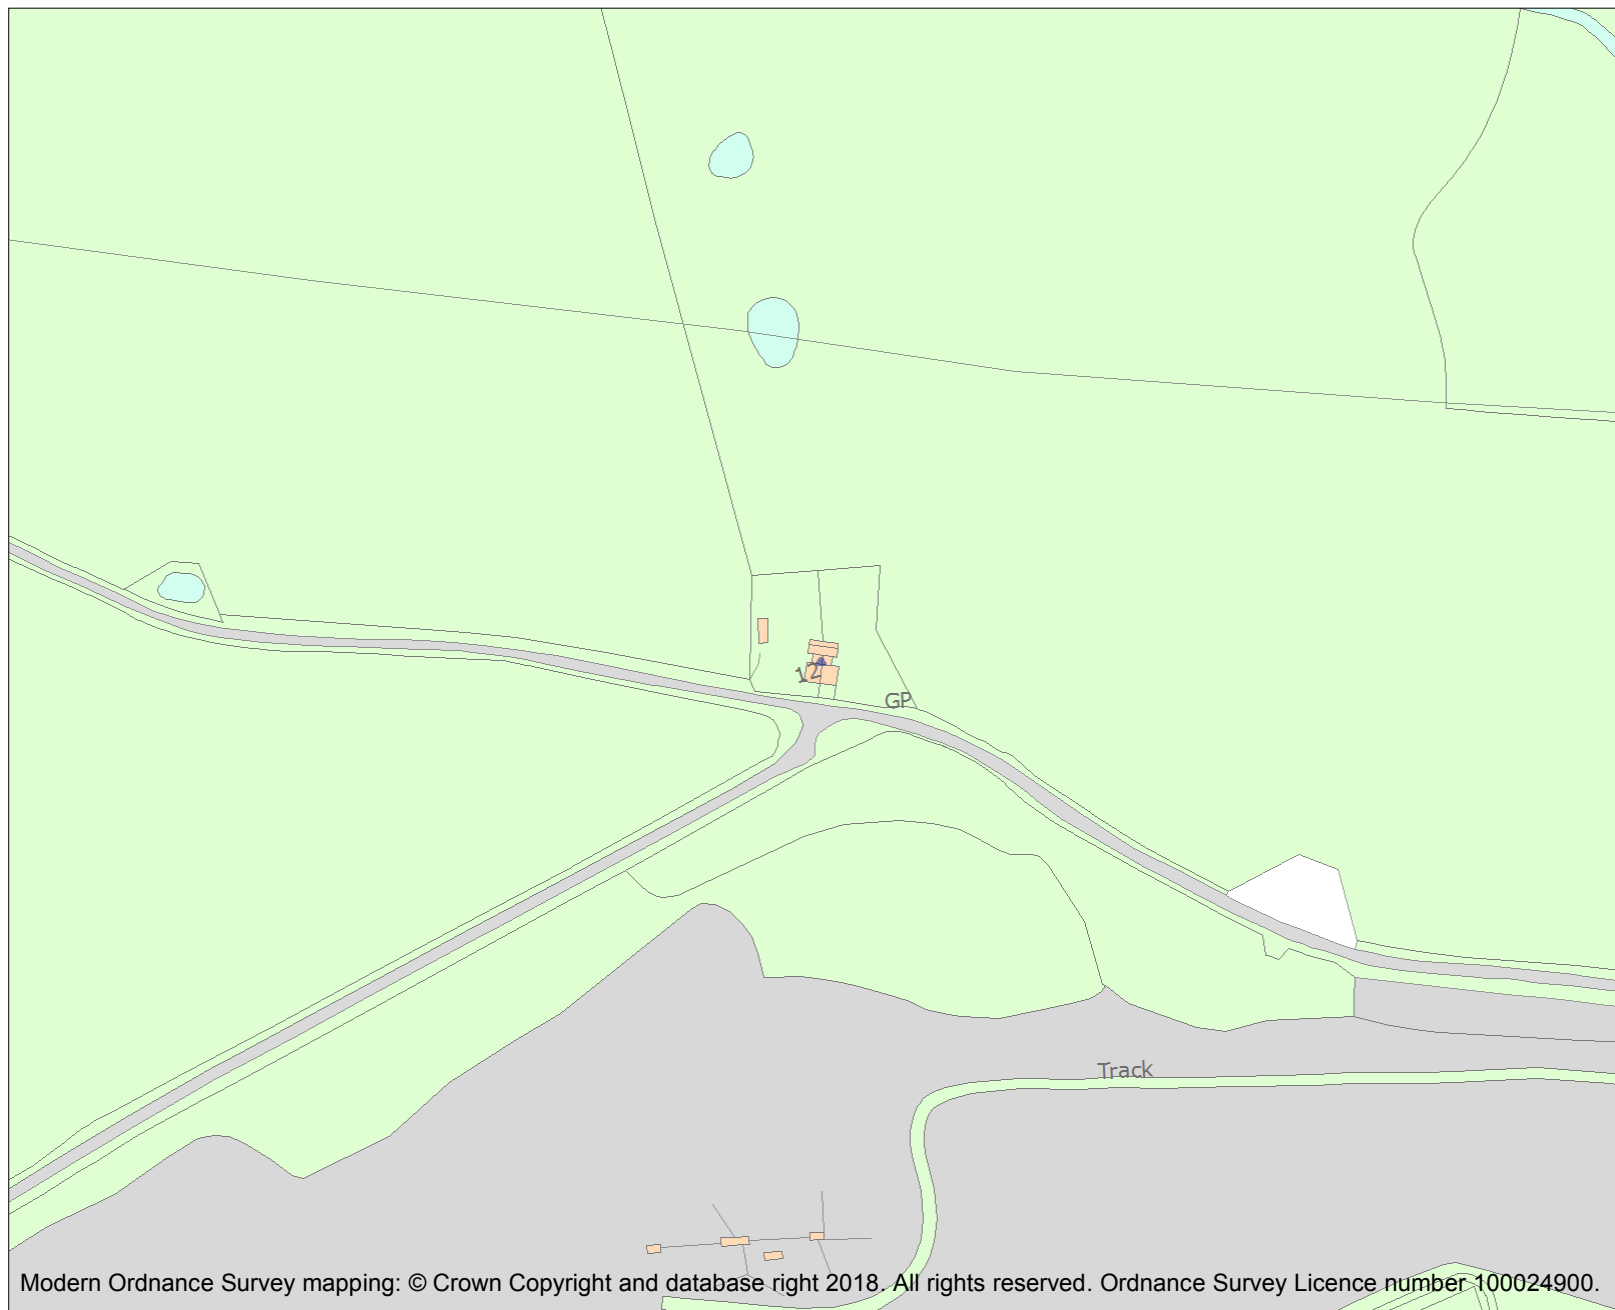 12
GP
Track
Modern Ordnance Survey mapping: © Crown Copyright and database right 2018. All rights reserved. Ordnance Survey Licence number 100024900.